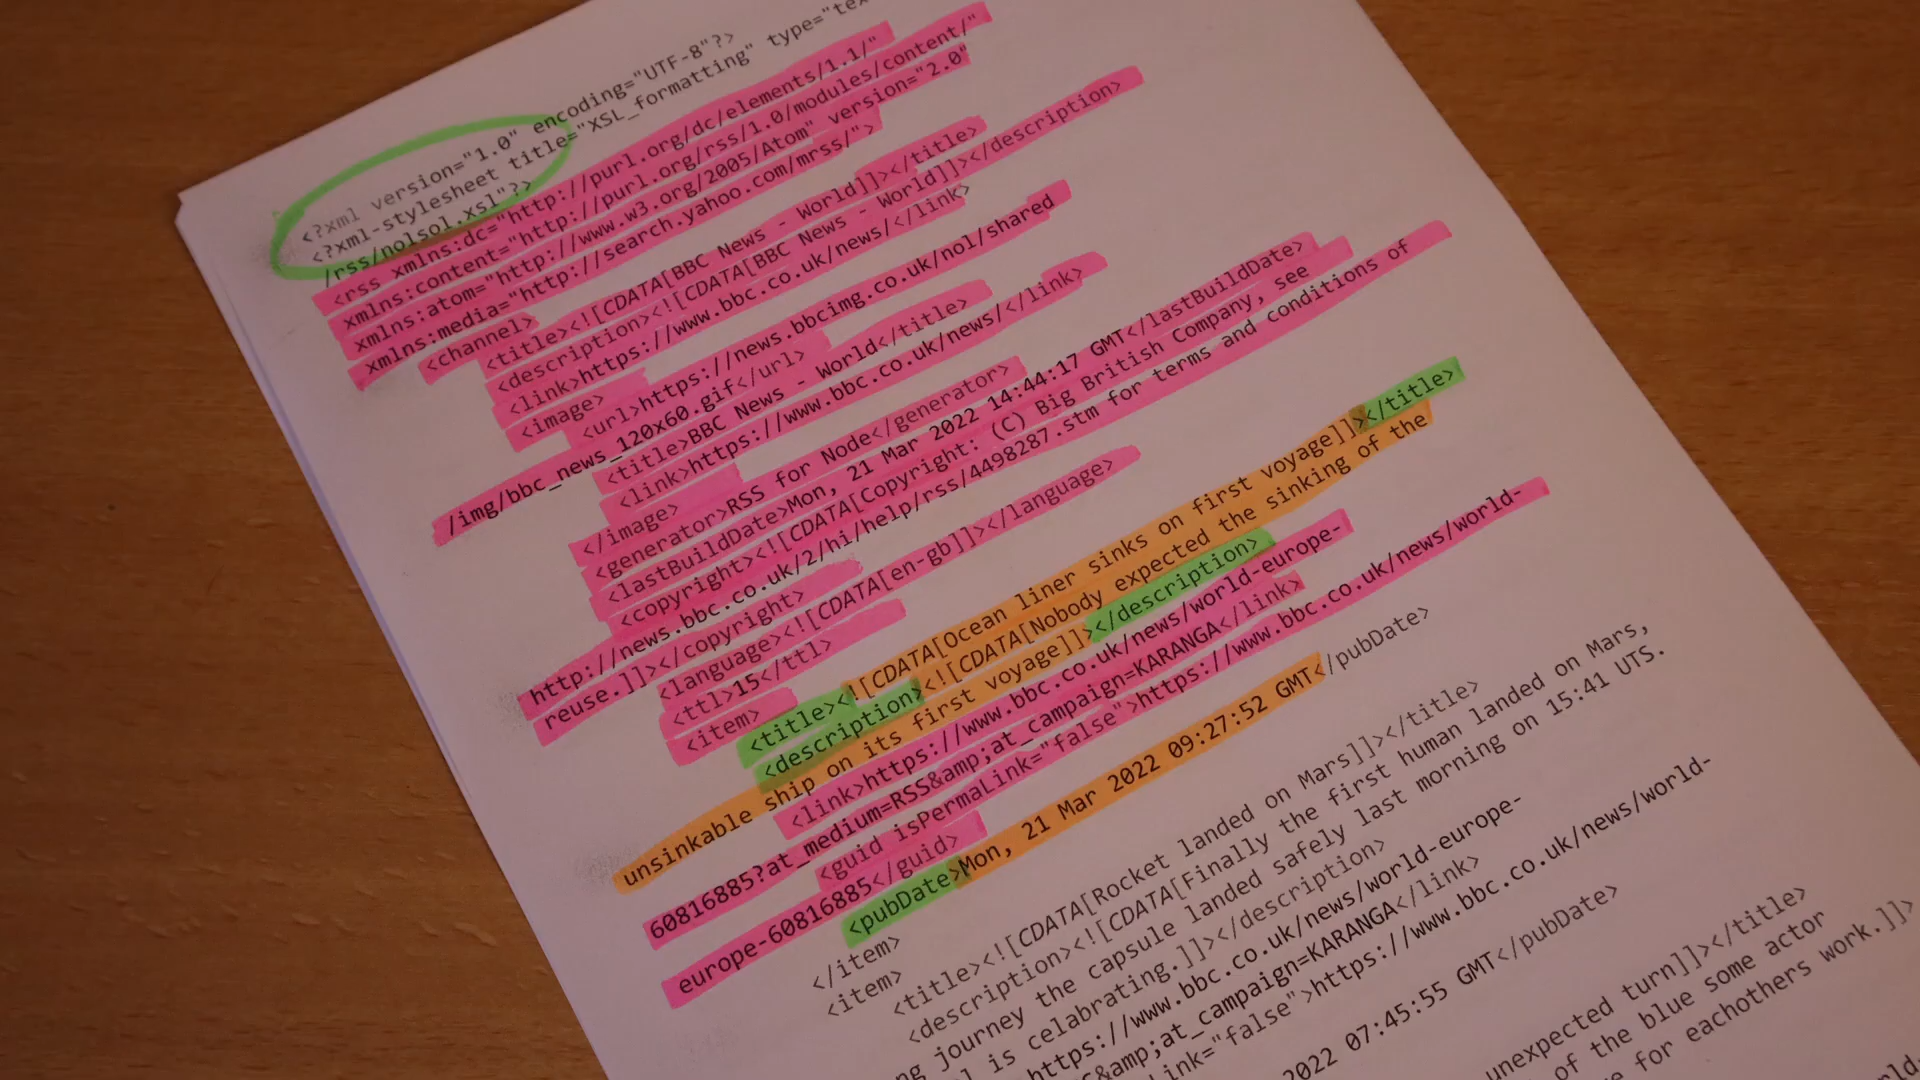 <?xml version="1.0" encoding="UTF-8"?>
<?xml-stylesheet title="XSL_formatting" type="tex
/rss/nolsol.xsl"?>
<rss xmlns:dc="http://purl.org/dc/elements/1.1/"
xmlns:content="http://purl.org/rss/1.0/modules/content/"
xmlns:atom="http://www.w3.org/2005/Atom" version="2.0"
xmlns:media="http://search.yahoo.com/mrss/">
<channel>
<title><![CDATA[BBC News - World]]></title>
<description><![CDATA[BBC News - World]]></description>
<link>https://www.bbc.co.uk/news/</link>
<image>
<url>https://news.bbcimg.co.uk/nol/shared
/img/bbc_news_120x60.gif</url>
<title>BBC News - World</title>
<link>https://www.bbc.co.uk/news/</link>
</image>
<generator>RSS for Node</generator>
<lastBuildDate>Mon, 21 Mar 2022 14:44:17 GMT</lastBuildDate>
<copyright><![CDATA[Copyright: (C) Big British Company, see
http://news.bbc.co.uk/2/hi/help/rss/4498287.stm for terms and conditions of
reuse.]]></copyright>
<language><![CDATA[en-gb]]></language>
<ttl>15</ttl>
<item>
<title><![CDATA[Ocean liner sinks on first voyage]]></title>
<description><![CDATA[Nobody expected the sinking of the
unsinkable ship on its first voyage]]></description>
<link>https://www.bbc.co.uk/news/world-europe-
60816885?at_medium=RSS&amp;at_campaign=KARANGA</link>
<guid isPermaLink="false">https://www.bbc.co.uk/news/world-
europe-60816885</guid>
<pubDate>Mon, 21 Mar 2022 09:27:52 GMT</pubDate>
</item>
<item>
<title><![CDATA[Rocket landed on Mars]]></title>
<description><![CDATA[Finally the first human landed on Mars,
ng journey the capsule landed safely last morning on 15:41 UTS.
l is celabrating.]]></description>
https://www.bbc.co.uk/news/world-europe-
S&amp;at_campaign=KARANGA</link>
Link="false">https://www.bbc.co.uk/news/world-
2022 07:45:55 GMT</pubDate>
unexpected turn]]></title>
of the blue some actor
for eachothers work.]]>